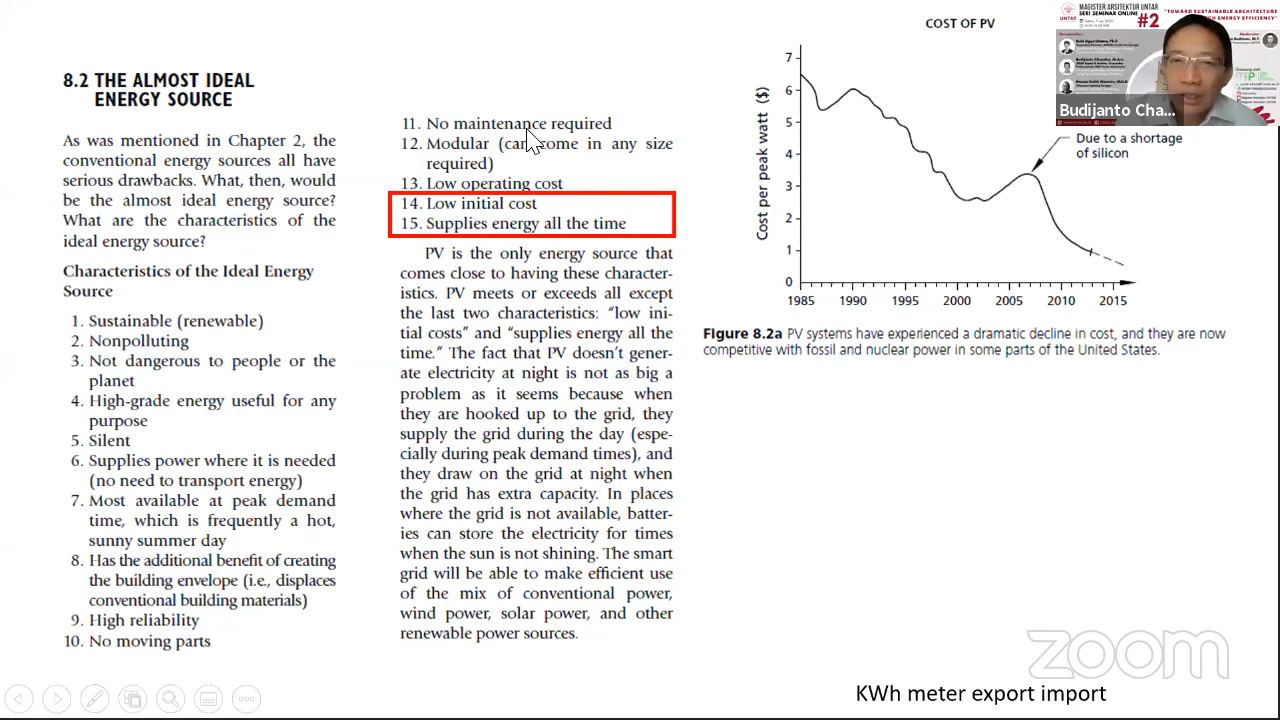 8.2 THE ALMOST IDEAL
ENERGY SOURCE
As was mentioned in Chapter 2, the
conventional energy sources all have
serious drawbacks. What, then, would
be the almost ideal energy source?
What are the characteristics of the
ideal energy source?
Characteristics of the Ideal Energy
Source
1. Sustainable (renewable)
2. Nonpolluting
3. Not dangerous to people or the
planet
4. High-grade energy useful for any
purpose
5. Silent
6. Supplies power where it is needed
(no need to transport energy)
7. Most available at peak demand
time, which is frequently a hot,
sunny summer day
8. Has the additional benefit of creating
the building envelope (i.e., displaces
conventional building materials)
9. High reliability
10. No moving parts
11. No maintenance required
12. Modular (can come in any size
required)
13. Low operating cost
14. Low initial cost
15. Supplies energy all the time
PV is the only energy source that
comes close to having these character-
istics. PV meets or exceeds all except
the last two characteristics: “low ini-
tial costs” and “supplies energy all the
time.” The fact that PV doesn’t gener-
ate electricity at night is not as big a
problem as it seems because when
they are hooked up to the grid, they
supply the grid during the day (espe-
cially during peak demand times), and
they draw on the grid at night when
the grid has extra capacity. In places
where the grid is not available, batter-
ies can store the electricity for times
when the sun is not shining. The smart
grid will be able to make efficient use
of the mix of conventional power,
wind power, solar power, and other
renewable power sources.
COST OF PV
Cost per peak watt ($)
7
6
5
4
3
2
1
0
1985 1990 1995 2000 2005 2010 2015
Due to a shortage
of silicon
Figure 8.2a PV systems have experienced a dramatic decline in cost, and they are now
competitive with fossil and nuclear power in some parts of the United States.
KWh meter export import
zoom
MAGISTER ARSITEKTUR UNTAR
SERI SEMINAR ONLINE
#2
UNTAR
"TOWARD SUSTAINABLE ARCHITECTURE
ENERGY EFFICIENCY"
Budijanto Cha...